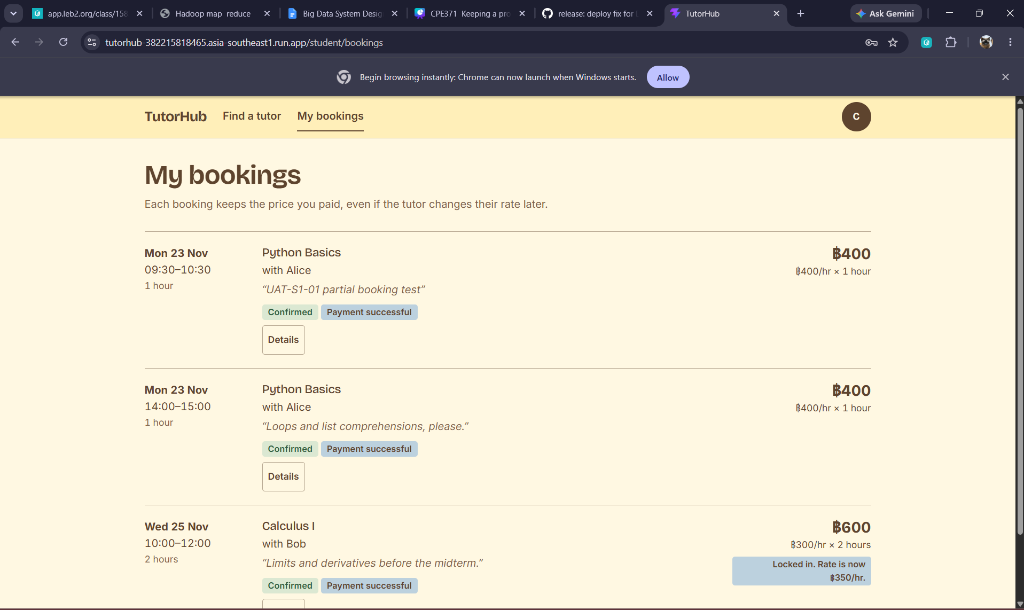 app.leb2.org/class/158
Hadoop map reduce
Big Data System Desig
CPE371 Keeping a pr
release: deploy fix for
TutorHub
Ask Gemini
tutorhub-382215818465.asia-southeast1.run.app/student/bookings
Begin browsing instantly: Chrome can now launch when Windows starts.
Allow
TutorHub
Find a tutor
My bookings
C
My bookings
Each booking keeps the price you paid, even if the tutor changes their rate later.
Mon 23 Nov
09:30–10:30
1 hour
Python Basics
with Alice
“UAT-S1-01 partial booking test”
Confirmed
Payment successful
Details
฿400
฿400/hr × 1 hour
Mon 23 Nov
14:00–15:00
1 hour
Python Basics
with Alice
“Loops and list comprehensions, please.”
Confirmed
Payment successful
Details
฿400
฿400/hr × 1 hour
Wed 25 Nov
10:00–12:00
2 hours
Calculus I
with Bob
“Limits and derivatives before the midterm.”
Confirmed
Payment successful
฿600
฿300/hr × 2 hours
Locked in. Rate is now
฿350/hr.